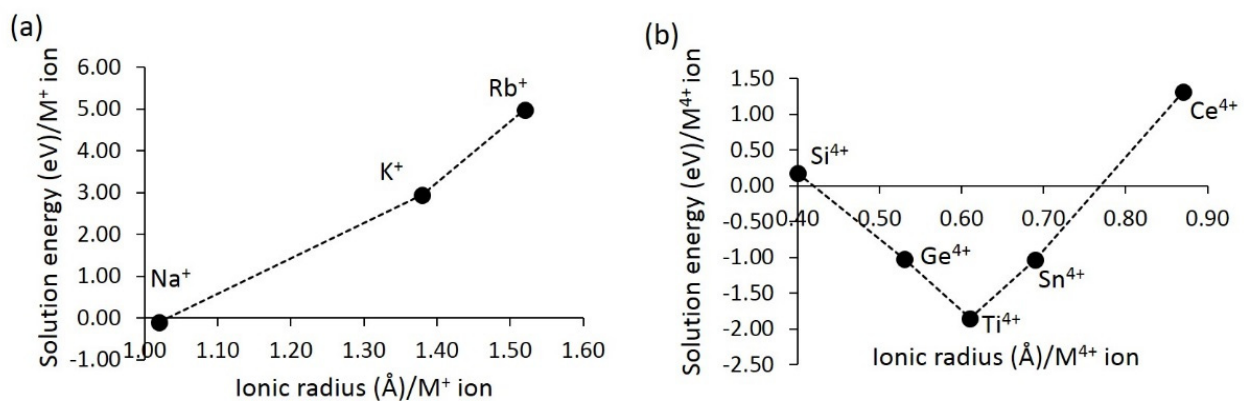 (a)
Solution energy (eV)/M⁺ ion
6.00
5.00
4.00
3.00
2.00
1.00
0.00
-1.00
Rb⁺
K⁺
Na⁺
1.00 1.10 1.20 1.30 1.40 1.50 1.60
Ionic radius (Å)/M⁺ ion
(b)
Solution energy (eV)/M⁴⁺ ion
1.50
1.00
0.50
0.00
-0.50
-1.00
-1.50
-2.00
-2.50
Si⁴⁺
Ce⁴⁺
0.40 0.50 0.60 0.70 0.80 0.90
Ge⁴⁺
Sn⁴⁺
Ti⁴⁺
Ionic radius (Å)/M⁴⁺ ion